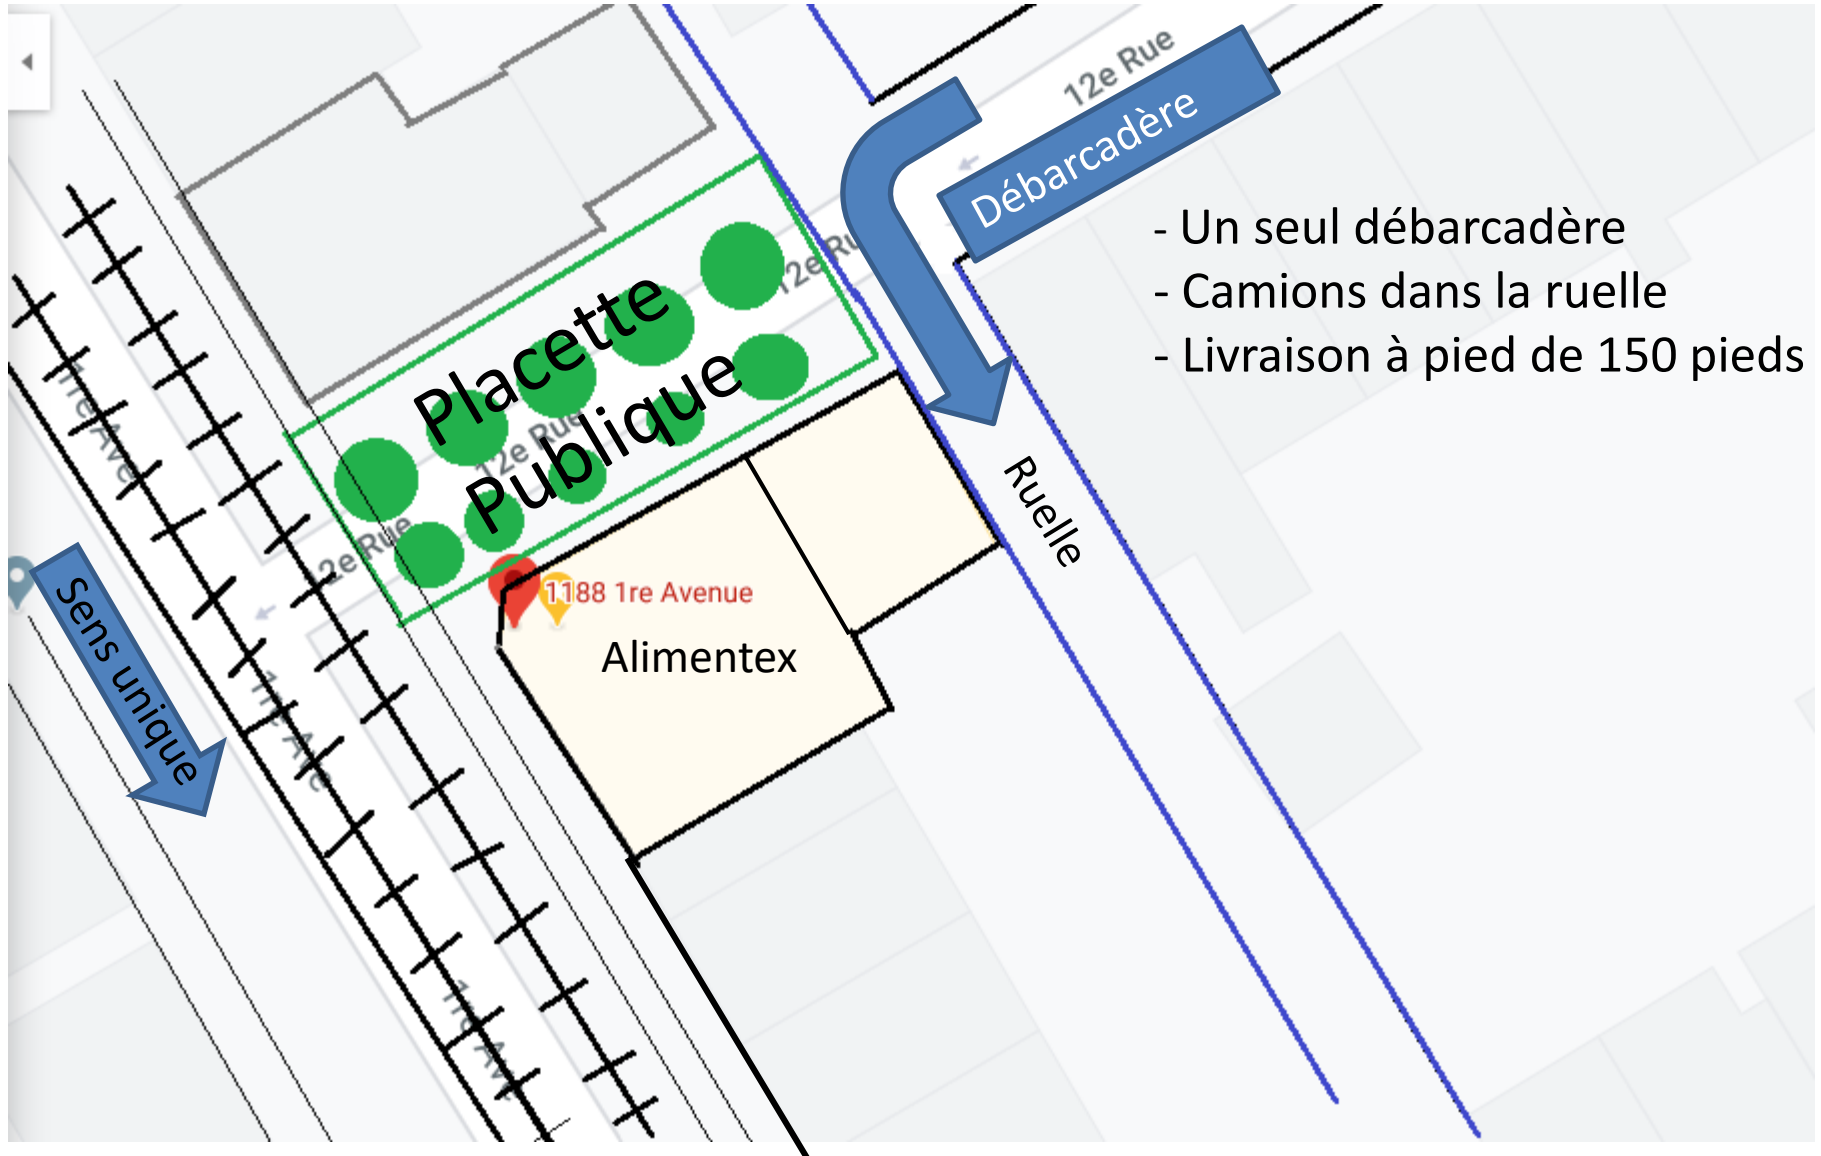 12e Rue
Débarcadère
- Un seul débarcadère
- Camions dans la ruelle
- Livraison à pied de 150 pieds
12e Ru
Placette
Publique
12e Rue
12e Rue
1re Ave
Sens unique
1188 1re Avenue
Alimentex
Ruelle
1re Ave
1re Ave